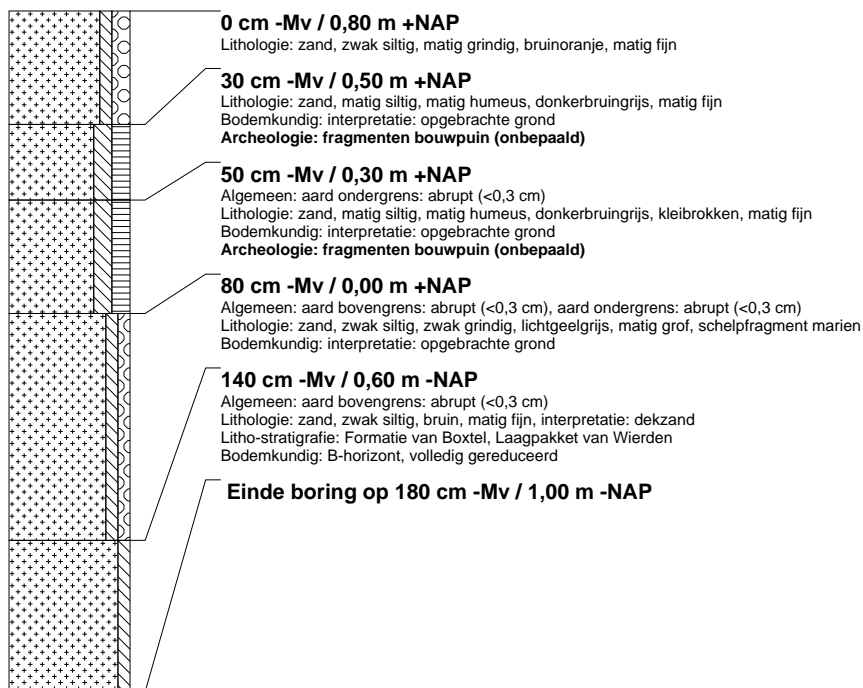 0 cm -Mv / 0,80 m +NAP
Lithologie: zand, zwak siltig, matig grindig, bruinoranje, matig fijn
30 cm -Mv / 0,50 m +NAP
Lithologie: zand, matig siltig, matig humeus, donkerbruingrijs, matig fijn
Bodemkundig: interpretatie: opgebrachte grond
Archeologie: fragmenten bouwpuin (onbepaald)
50 cm -Mv / 0,30 m +NAP
Algemeen: aard ondergrens: abrupt (<0,3 cm)
Lithologie: zand, matig siltig, matig humeus, donkerbruingrijs, kleibrokken, matig fijn
Bodemkundig: interpretatie: opgebrachte grond
Archeologie: fragmenten bouwpuin (onbepaald)
80 cm -Mv / 0,00 m +NAP
Algemeen: aard bovengrens: abrupt (<0,3 cm), aard ondergrens: abrupt (<0,3 cm)
Lithologie: zand, zwak siltig, zwak grindig, lichtgeelgrijs, matig grof, schelpfragment marien
Bodemkundig: interpretatie: opgebrachte grond
140 cm -Mv / 0,60 m -NAP
Algemeen: aard bovengrens: abrupt (<0,3 cm)
Lithologie: zand, zwak siltig, bruin, matig fijn, interpretatie: dekzand
Litho-stratigrafie: Formatie van Boxtel, Laagpakket van Wierden
Bodemkundig: B-horizont, volledig gereduceerd
Einde boring op 180 cm -Mv / 1,00 m -NAP